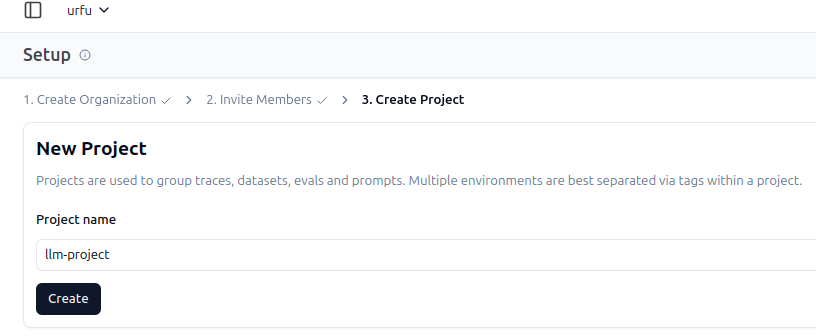 urfu
Setup
1. Create Organization
2. Invite Members
3. Create Project
New Project
Projects are used to group traces, datasets, evals and prompts. Multiple environments are best separated via tags within a project.
Project name
llm-project
Create